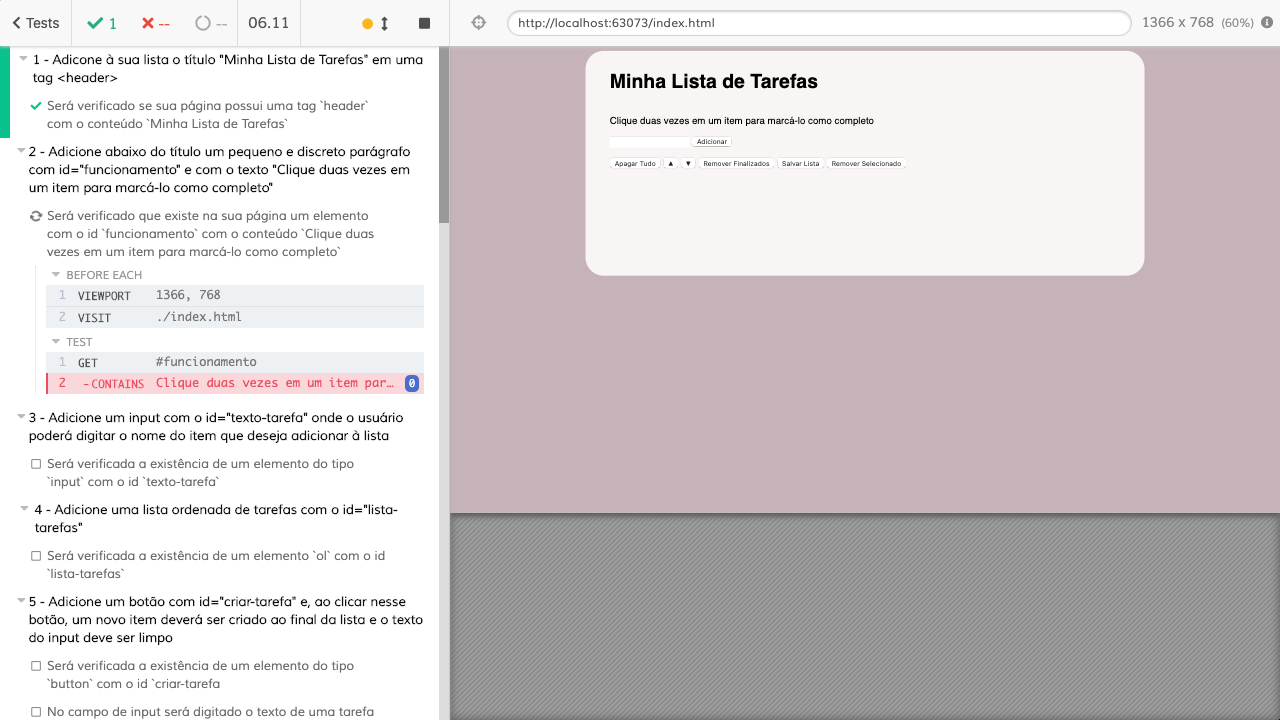 Tests
1
--
--
06.11
http://localhost:63073/index.html
1366 x 768 (60%)
1 - Adicone à sua lista o título "Minha Lista de Tarefas" em uma
tag <header>
Será verificado se sua página possui uma tag `header`
com o conteúdo `Minha Lista de Tarefas`
2 - Adicione abaixo do título um pequeno e discreto parágrafo
com id="funcionamento" e com o texto "Clique duas vezes em
um item para marcá-lo como completo"
Será verificado que existe na sua página um elemento
com o id `funcionamento` com o conteúdo `Clique duas
vezes em um item para marcá-lo como completo`
BEFORE EACH
1 VIEWPORT 1366, 768
2 VISIT ./index.html
TEST
1 GET #funcionamento
2 -CONTAINS Clique duas vezes em um item par… 0
3 - Adicione um input com o id="texto-tarefa" onde o usuário
poderá digitar o nome do item que deseja adicionar à lista
Será verificada a existência de um elemento do tipo
`input` com o id `texto-tarefa`
4 - Adicione uma lista ordenada de tarefas com o id="lista-
tarefas"
Será verificada a existência de um elemento `ol` com o id
`lista-tarefas`
5 - Adicione um botão com id="criar-tarefa" e, ao clicar nesse
botão, um novo item deverá ser criado ao final da lista e o texto
do input deve ser limpo
Será verificada a existência de um elemento do tipo
`button` com o id `criar-tarefa
No campo de input será digitado o texto de uma tarefa
Minha Lista de Tarefas
Clique duas vezes em um item para marcá-lo como completo
Adicionar
Apagar Tudo ▲ ▼ Remover Finalizados Salvar Lista Remover Selecionado